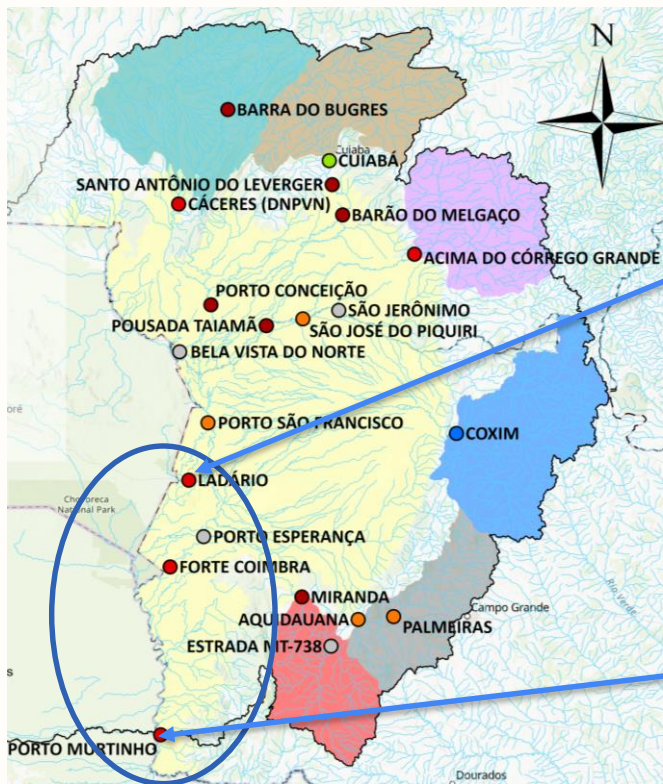 N
BARRA DO BUGRES
Cuiaba
CUIABÁ
SANTO ANTÔNIO DO LEVERGER
CÁCERES (DNPVN)
BARÃO DO MELGAÇO
ACIMA DO CÓRREGO GRANDE
PORTO CONCEIÇÃO
SÃO JERÔNIMO
POUSADA TAIAMÃ
SÃO JOSÉ DO PIQUIRI
BELA VISTA DO NORTE
PORTO SÃO FRANCISCO
COXIM
LADÁRIO
National Park
PORTO ESPERANÇA
FORTE COIMBRA
Rio Verde
MIRANDA
Campo Grande
AQUIDAUANA
PALMEIRAS
ESTRADA MT-738
s
PORTO MURTINHO
Dourados